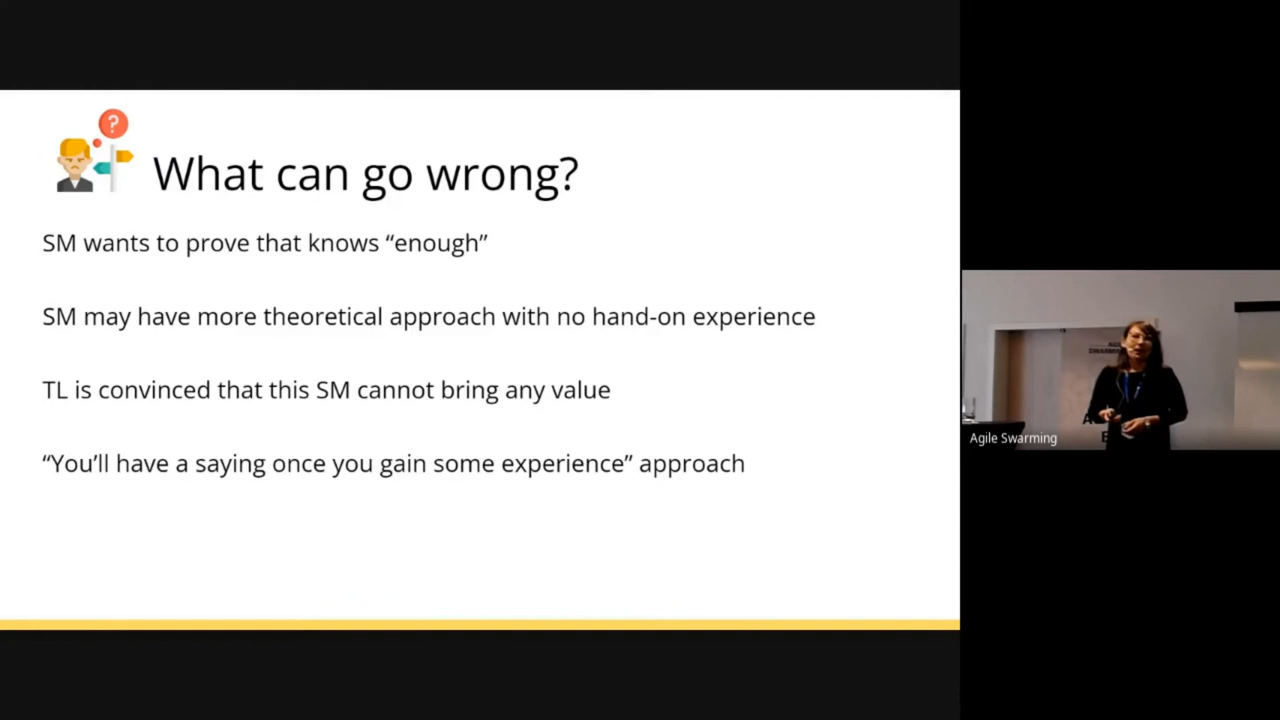 ?
What can go wrong?
SM wants to prove that knows “enough”
SM may have more theoretical approach with no hand-on experience
TL is convinced that this SM cannot bring any value
“You’ll have a saying once you gain some experience” approach
Agile Swarming